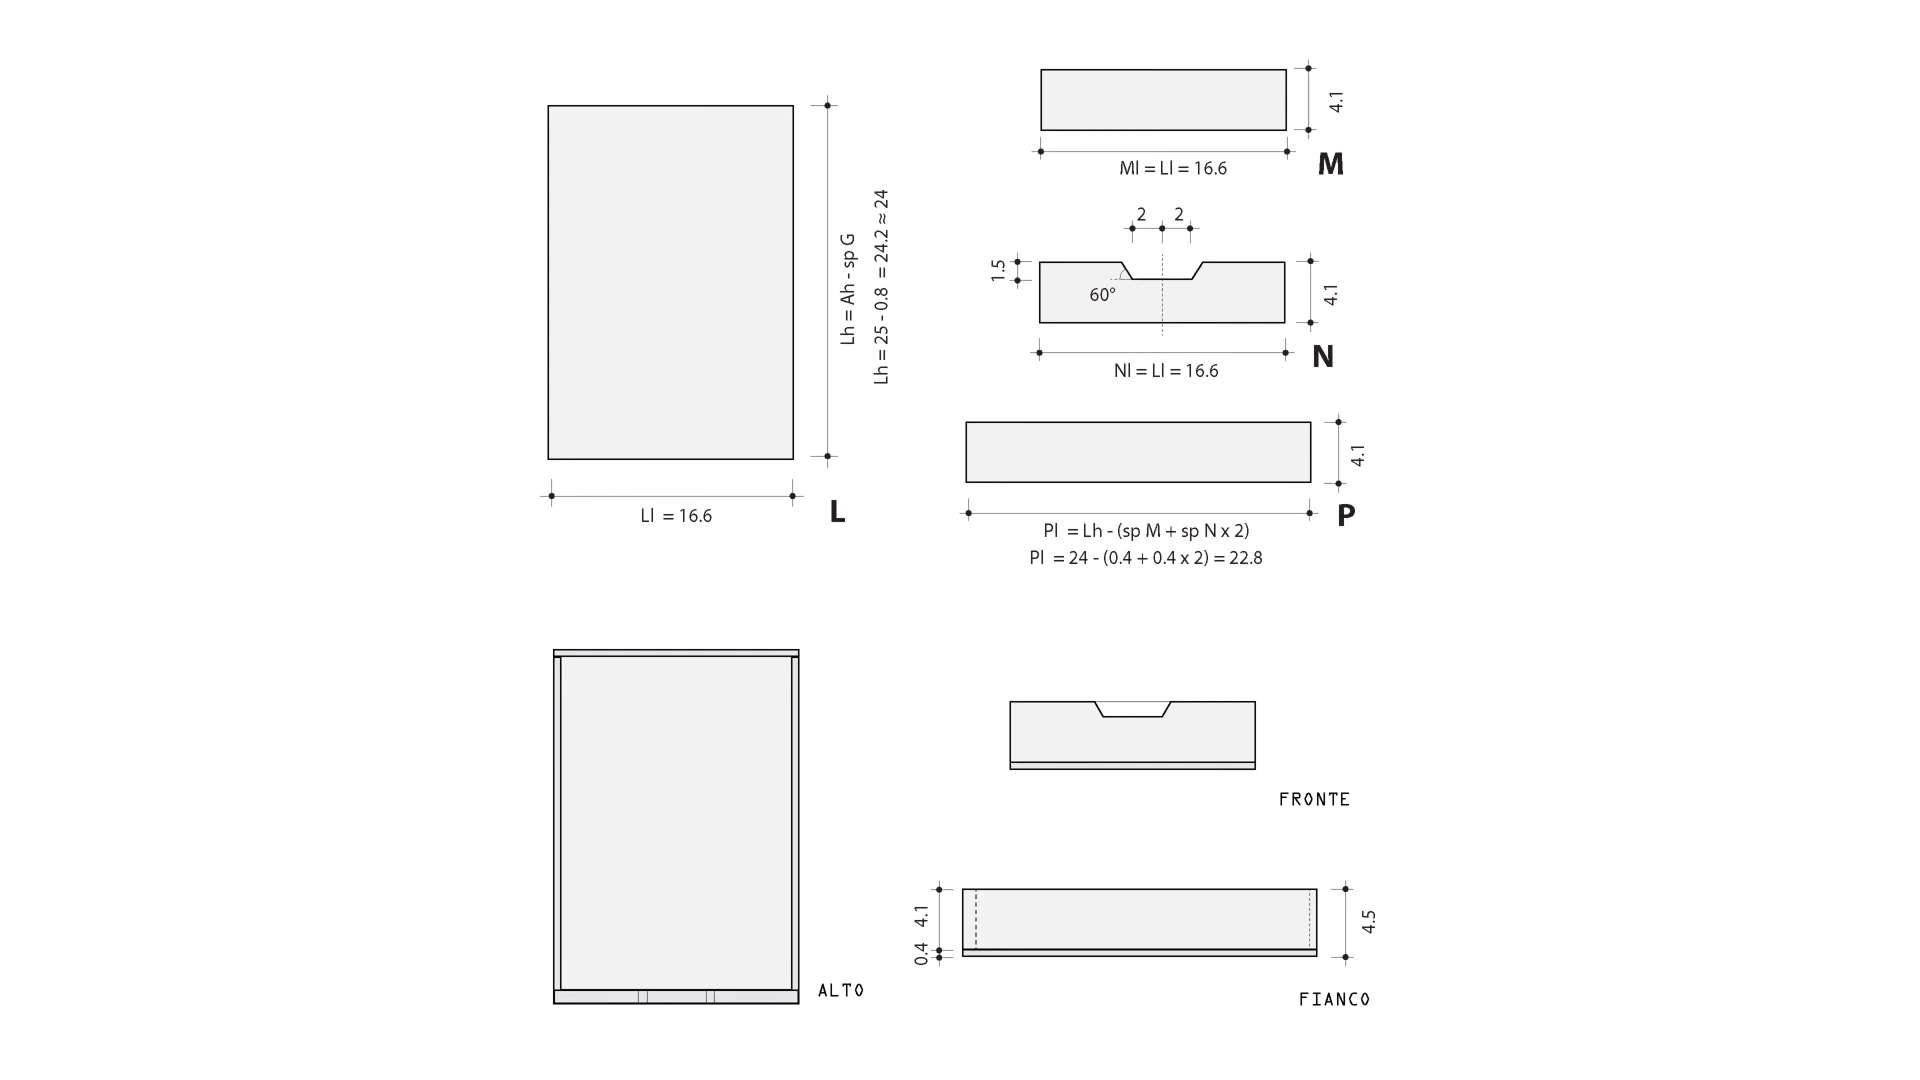 Lh = Ah - sp G
Lh = 25 - 0.8 = 24.2 ≈ 24
Ll = 16.6
L
4.1
Ml = Ll = 16.6
M
2 2
1.5
60°
4.1
Nl = Ll = 16.6
N
4.1
Pl = Lh - (sp M + sp N x 2)
Pl = 24 - (0.4 + 0.4 x 2) = 22.8
P
ALTO
FRONTE
4.1
0.4
4.5
FIANCO